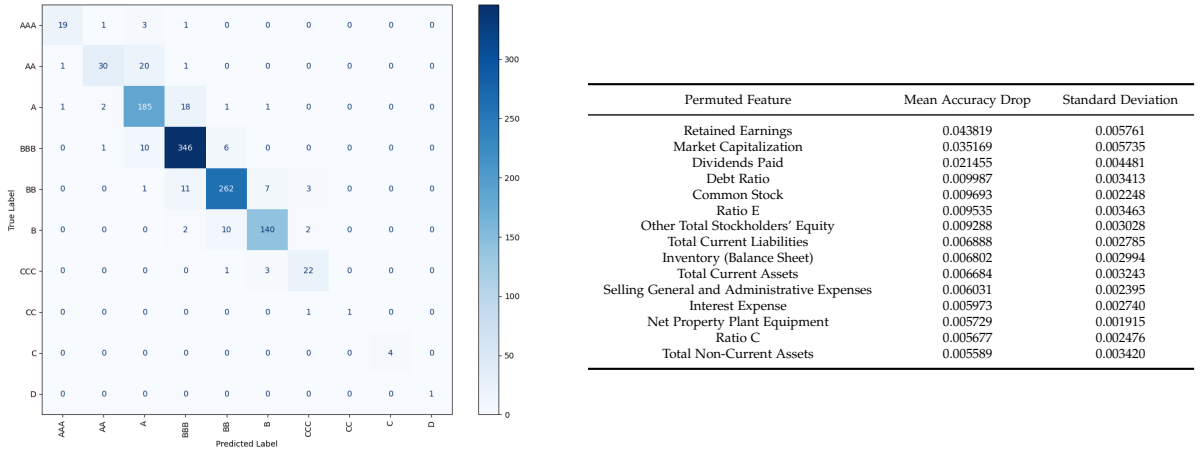 AAA 19 1 3 1 0 0 0 0 0 0
AA 1 30 20 1 0 0 0 0 0 0
A 1 2 185 18 1 1 0 0 0 0
BBB 0 1 10 346 6 0 0 0 0 0
BB 0 0 1 11 262 7 3 0 0 0
B 0 0 0 2 10 140 2 0 0 0
CCC 0 0 0 0 1 3 22 0 0 0
CC 0 0 0 0 0 0 1 1 0 0
C 0 0 0 0 0 0 0 0 4 0
D 0 0 0 0 0 0 0 0 0 1
AAA AA A BBB BB B CCC CC C D
True Label
Predicted Label
300
250
200
150
100
50
0
Permuted Feature Mean Accuracy Drop Standard Deviation
Retained Earnings 0.043819 0.005761
Market Capitalization 0.035169 0.005735
Dividends Paid 0.021455 0.004481
Debt Ratio 0.009987 0.003413
Common Stock 0.009693 0.002248
Ratio E 0.009535 0.003463
Other Total Stockholders' Equity 0.009288 0.003028
Total Current Liabilities 0.006888 0.002785
Inventory (Balance Sheet) 0.006802 0.002994
Total Current Assets 0.006684 0.003243
Selling General and Administrative Expenses 0.006031 0.002395
Interest Expense 0.005973 0.002740
Net Property Plant Equipment 0.005729 0.001915
Ratio C 0.005677 0.002476
Total Non-Current Assets 0.005589 0.003420